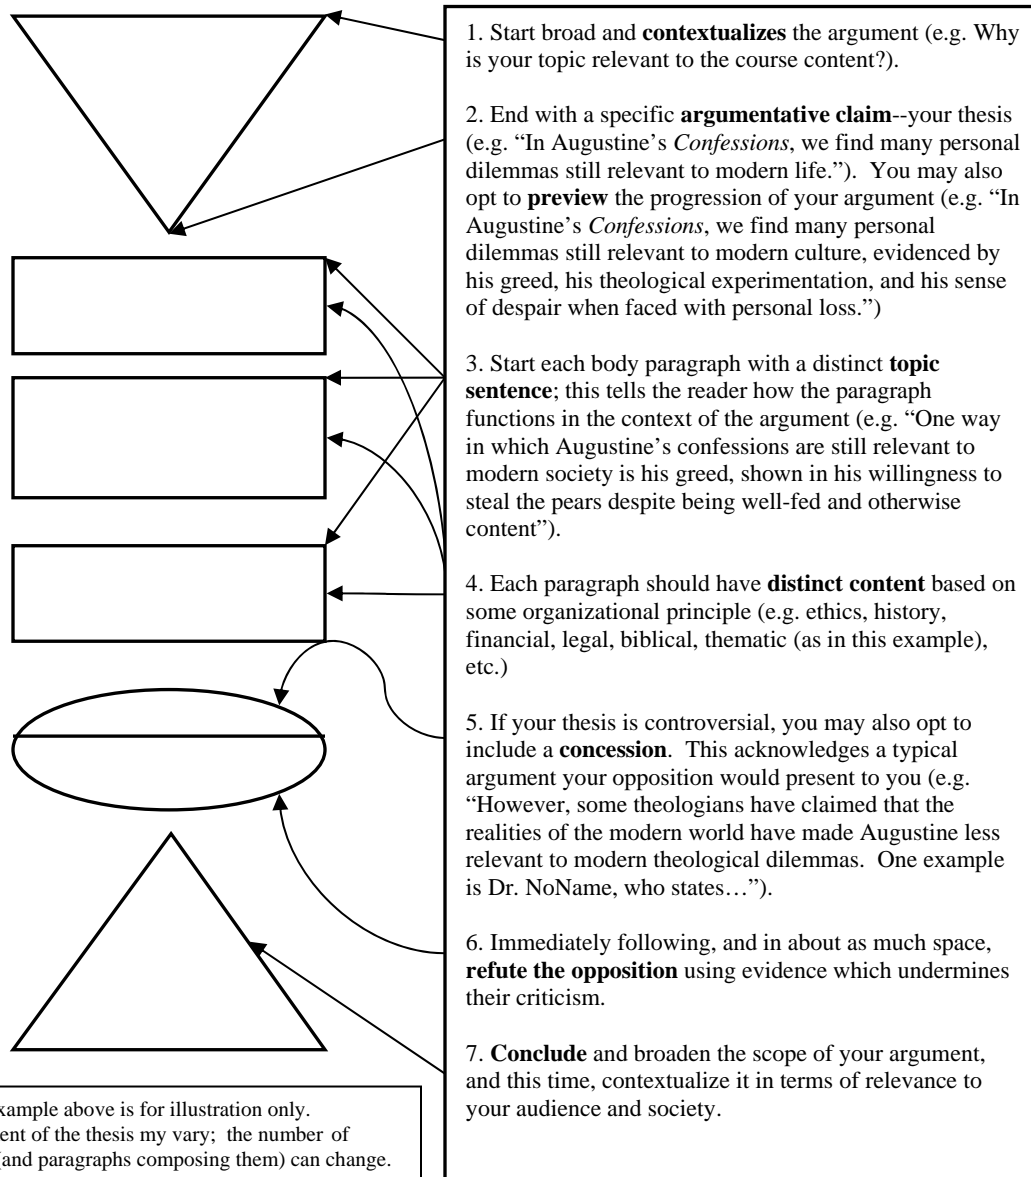 1. Start broad and contextualizes the argument (e.g. Why
is your topic relevant to the course content?).
2. End with a specific argumentative claim--your thesis
(e.g. “In Augustine’s Confessions, we find many personal
dilemmas still relevant to modern life.”).  You may also
opt to preview the progression of your argument (e.g. “In
Augustine’s Confessions, we find many personal
dilemmas still relevant to modern culture, evidenced by
his greed, his theological experimentation, and his sense
of despair when faced with personal loss.”)
3. Start each body paragraph with a distinct topic
sentence; this tells the reader how the paragraph
functions in the context of the argument (e.g. “One way
in which Augustine’s confessions are still relevant to
modern society is his greed, shown in his willingness to
steal the pears despite being well-fed and otherwise
content”).
4. Each paragraph should have distinct content based on
some organizational principle (e.g. ethics, history,
financial, legal, biblical, thematic (as in this example),
etc.)
5. If your thesis is controversial, you may also opt to
include a concession.  This acknowledges a typical
argument your opposition would present to you (e.g.
“However, some theologians have claimed that the
realities of the modern world have made Augustine less
relevant to modern theological dilemmas.  One example
is Dr. NoName, who states…”).
6. Immediately following, and in about as much space,
refute the opposition using evidence which undermines
their criticism.
7. Conclude and broaden the scope of your argument,
and this time, contextualize it in terms of relevance to
your audience and society.
xample above is for illustration only.
ent of the thesis my vary;  the number of
(and paragraphs composing them) can change.